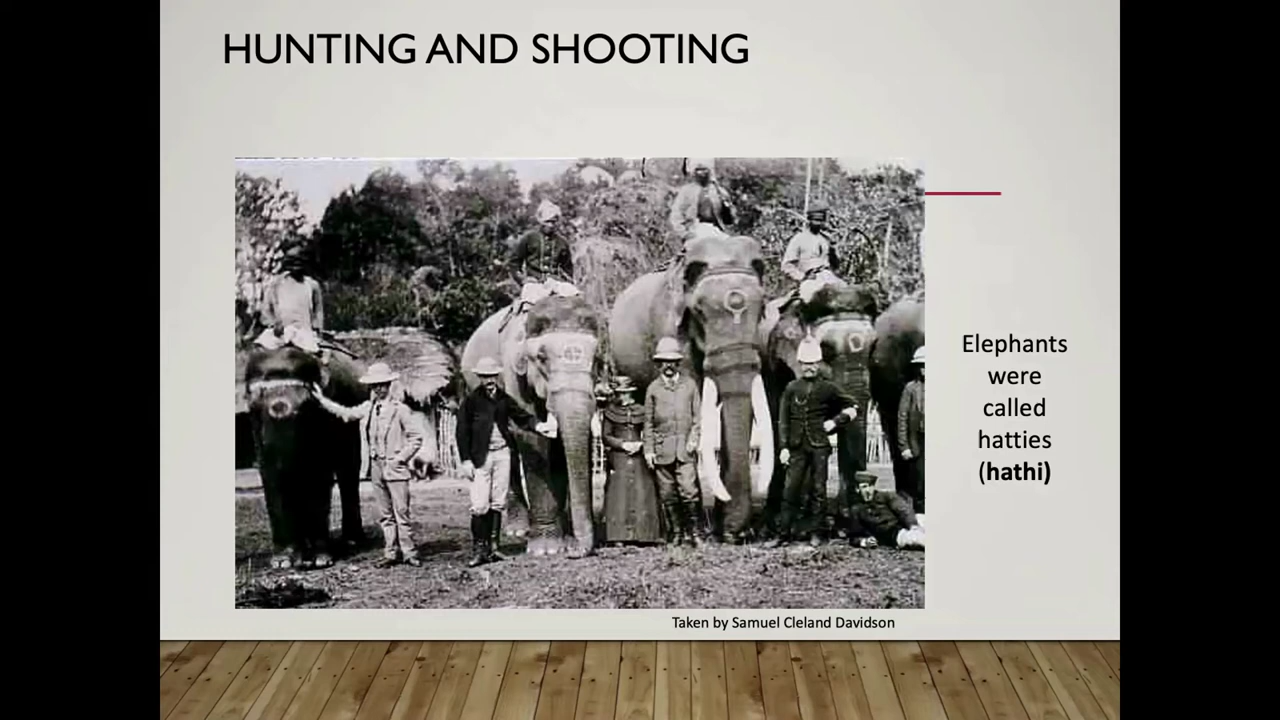 HUNTING AND SHOOTING
Elephants
were
called
hatties
(hathi)
Taken by Samuel Cleland Davidson